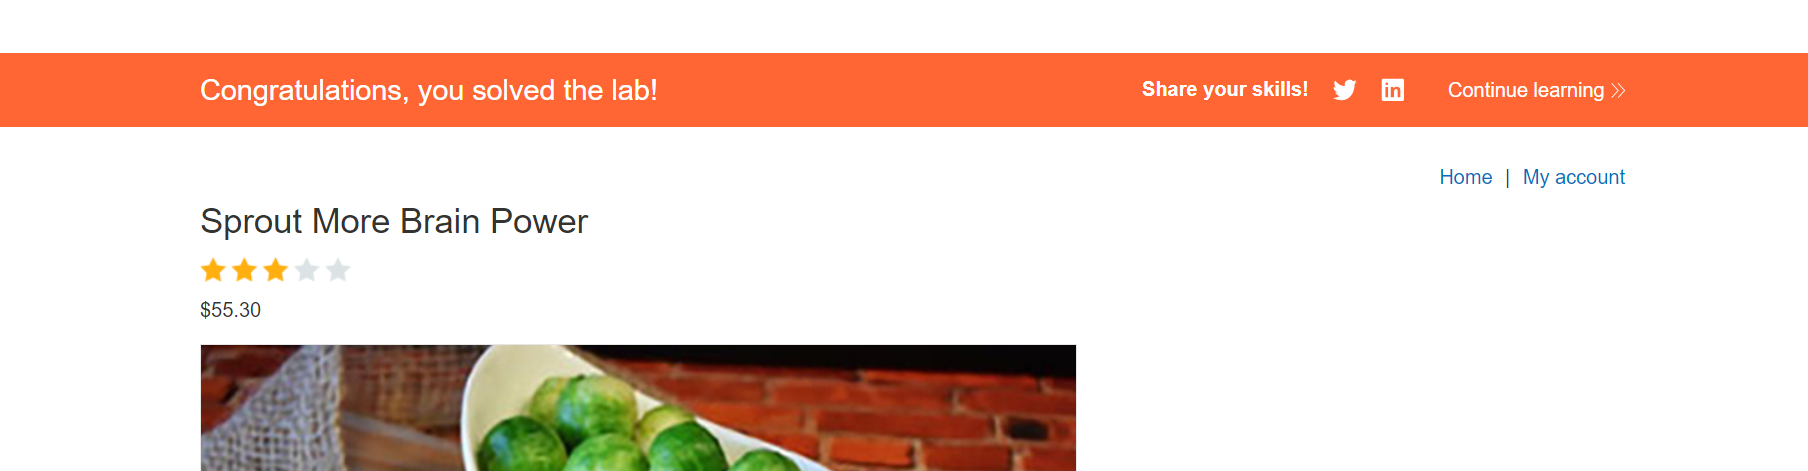 Congratulations, you solved the lab!
Share your skills!
Continue learning
Home | My account
Sprout More Brain Power
$55.30